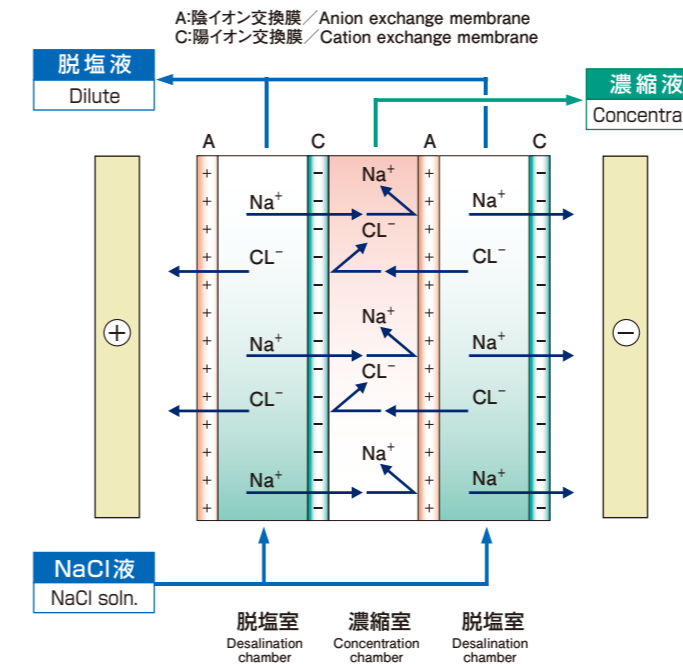 A:陰イオン交換膜／Anion exchange membrane
C:陽イオン交換膜／Cation exchange membrane
脱塩液
Dilute
濃縮液
Concentrat
A C A C
Na⁺ Na⁺ Na⁺
CL⁻ CL⁻ CL⁻
Na⁺ Na⁺ Na⁺
CL⁻ CL⁻ CL⁻
Na⁺ Na⁺ Na⁺
+ −
NaCl液
NaCl soln.
脱塩室 濃縮室 脱塩室
Desalination Concentration Desalination
chamber chamber chamber